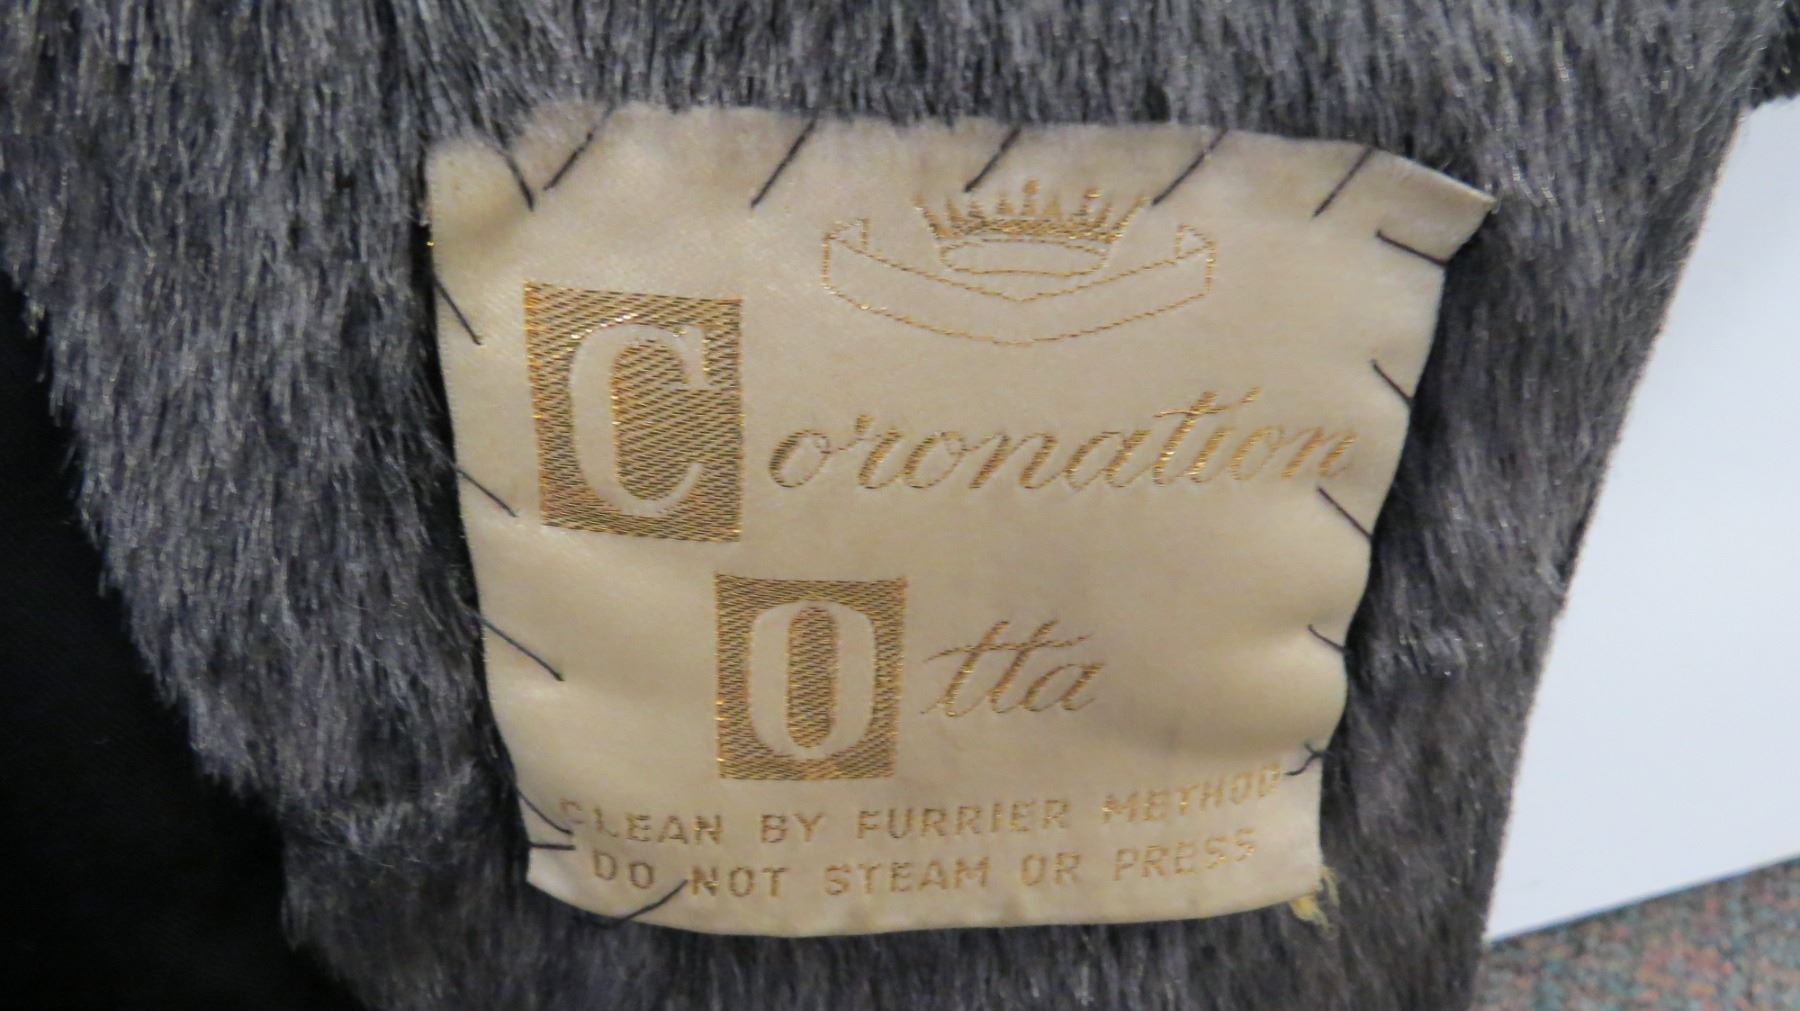 Coronation
Otta
CLEAN BY FURRIER METHOD
DO NOT STEAM OR PRESS